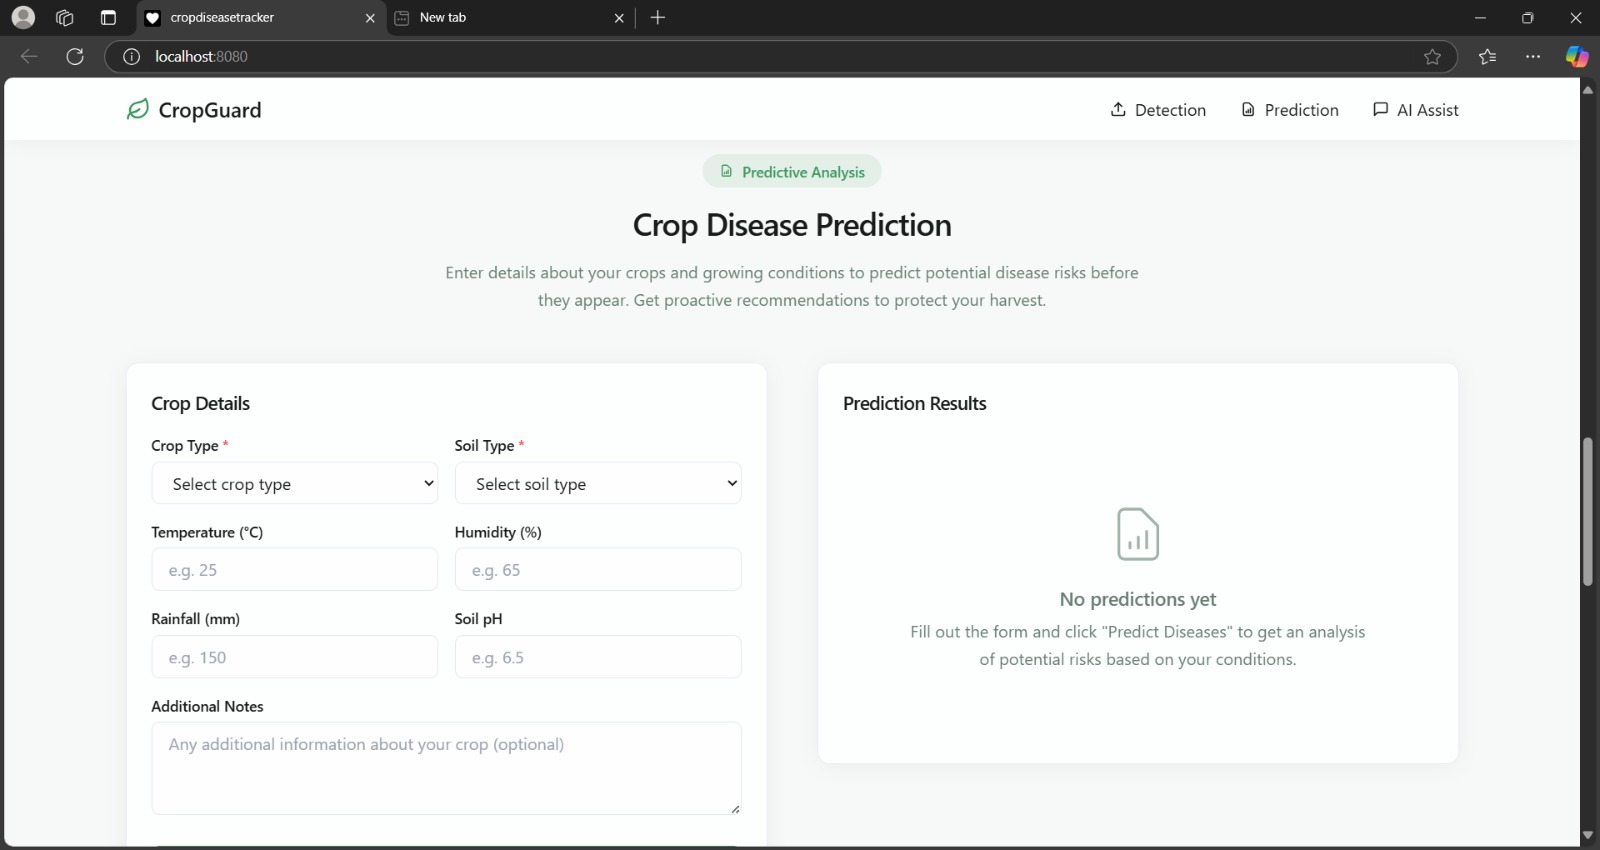 cropdiseasetracker
New tab
localhost:8080
CropGuard
Detection
Prediction
AI Assist
Predictive Analysis
Crop Disease Prediction
Enter details about your crops and growing conditions to predict potential disease risks before
they appear. Get proactive recommendations to protect your harvest.
Crop Details
Crop Type *
Soil Type *
Select crop type
Select soil type
Temperature (°C)
Humidity (%)
e.g. 25
e.g. 65
Rainfall (mm)
Soil pH
e.g. 150
e.g. 6.5
Additional Notes
Any additional information about your crop (optional)
Prediction Results
No predictions yet
Fill out the form and click "Predict Diseases" to get an analysis
of potential risks based on your conditions.